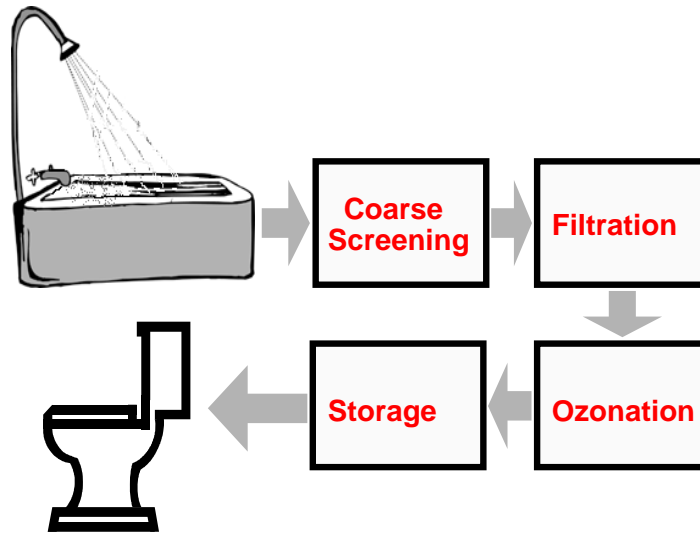 Coarse
Screening
Filtration
Storage
Ozonation